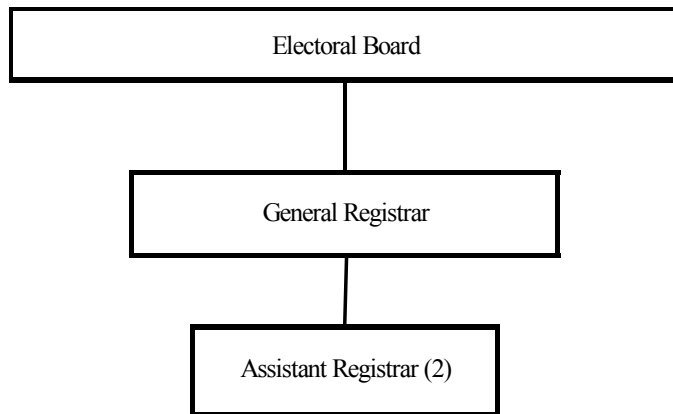 Electoral Board
General Registrar
Assistant Registrar (2)